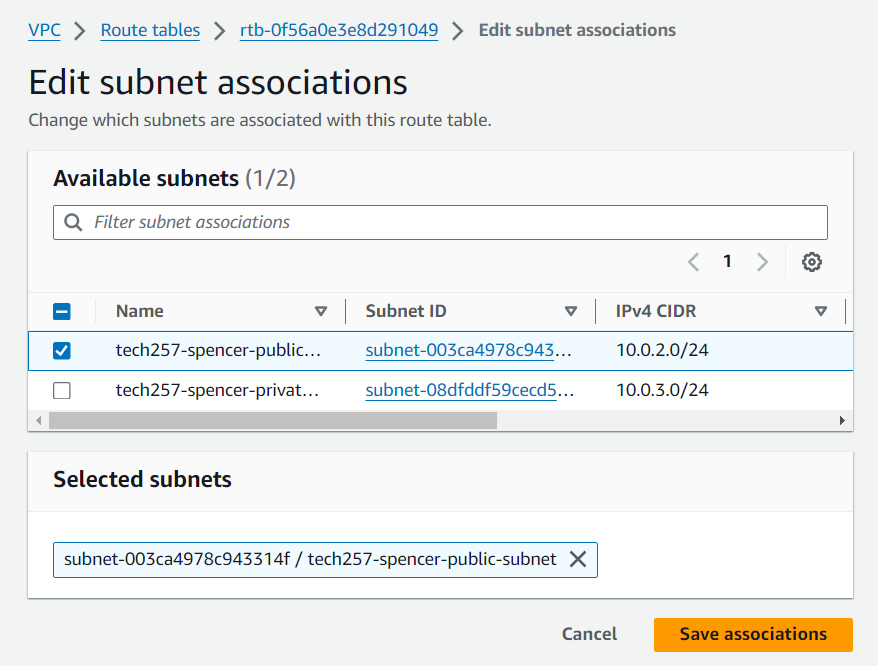 VPC > Route tables > rtb-0f56a0e3e8d291049 > Edit subnet associations
Edit subnet associations
Change which subnets are associated with this route table.
Available subnets (1/2)
Filter subnet associations
1
Name Subnet ID IPv4 CIDR
tech257-spencer-public… subnet-003ca4978c943… 10.0.2.0/24
tech257-spencer-privat… subnet-08dfddf59cecd5… 10.0.3.0/24
Selected subnets
subnet-003ca4978c943314f / tech257-spencer-public-subnet
Cancel Save associations